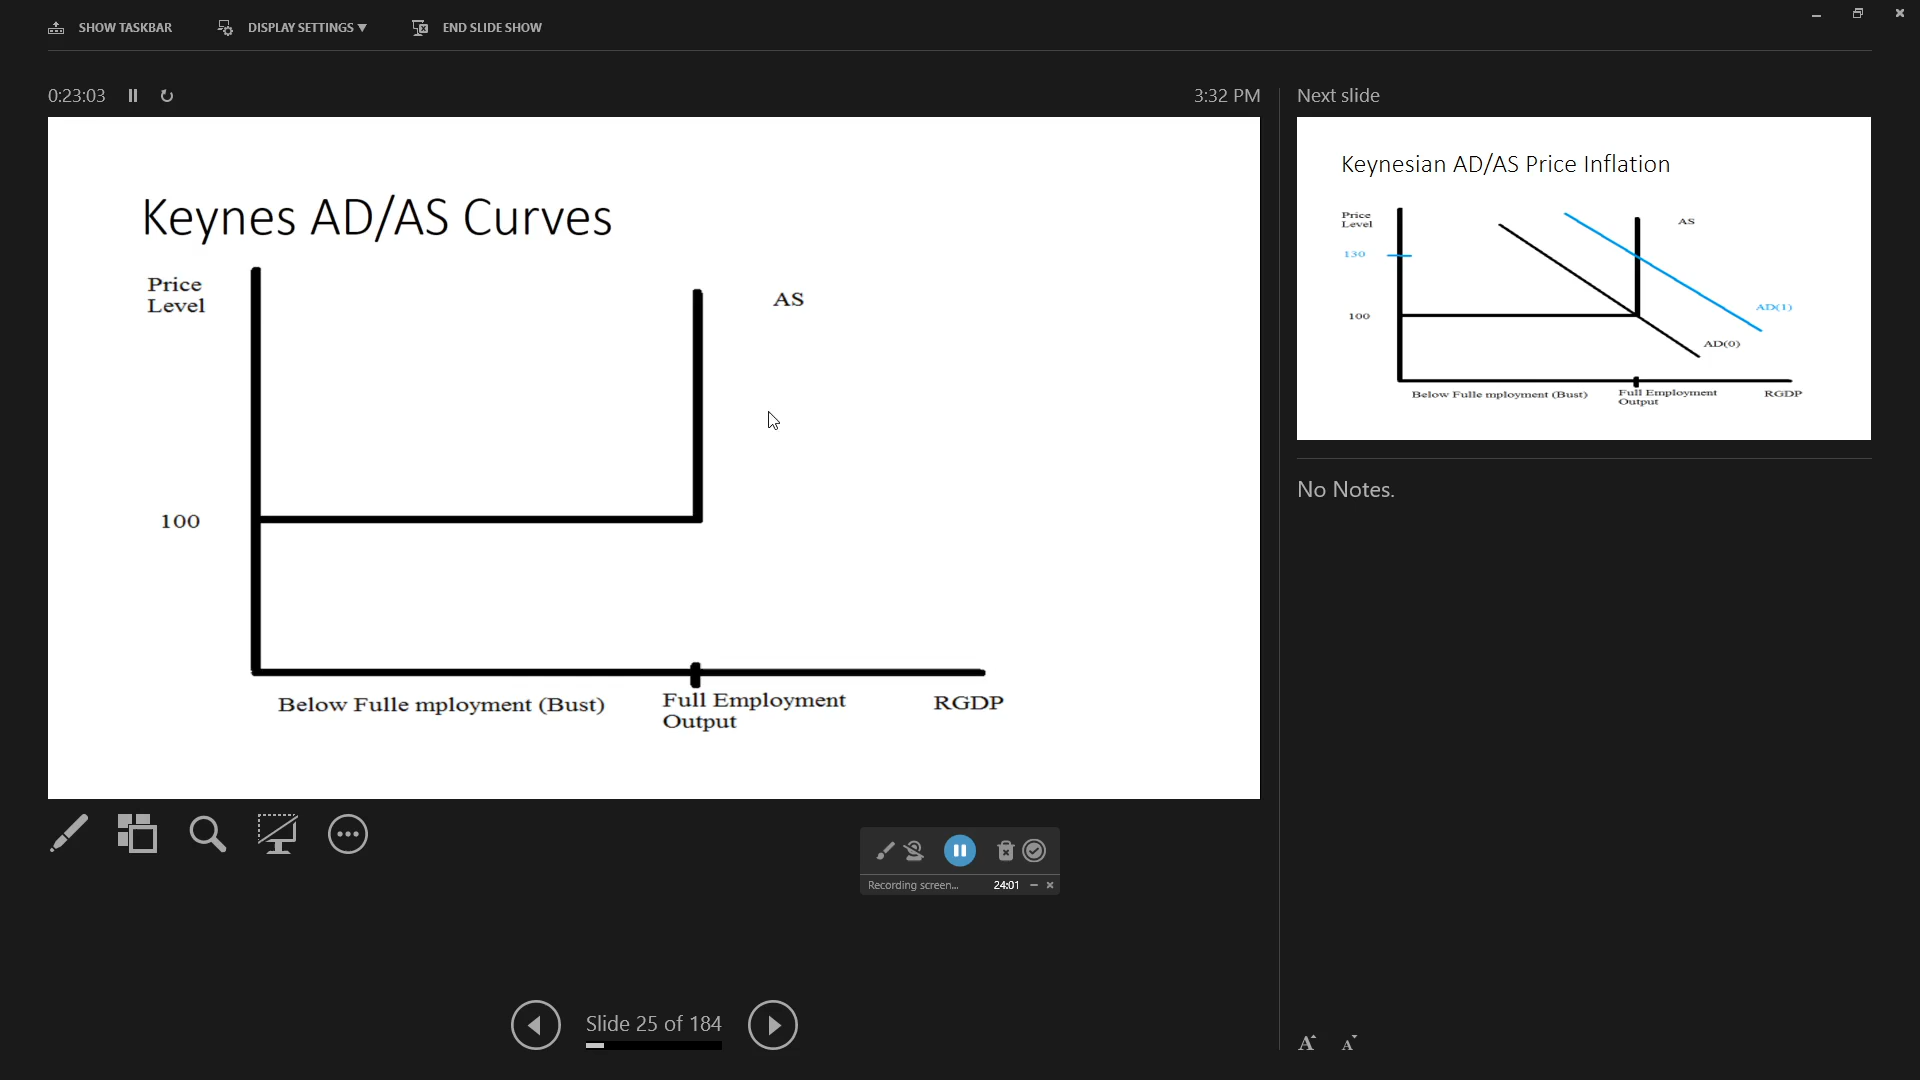 SHOW TASKBAR
DISPLAY SETTINGS
END SLIDE SHOW
0:23:03
3:32 PM
Next slide
Keynes AD/AS Curves
Price
Level
AS
100
Below Fulle mployment (Bust)
Full Employment
Output
RGDP
Keynesian AD/AS Price Inflation
Price
Level
AS
130
AD(1)
100
AD(0)
Below Fulle mployment (Bust)
Full Employment
Output
RGDP
No Notes.
Recording screen...
24:01
Slide 25 of 184
A
A